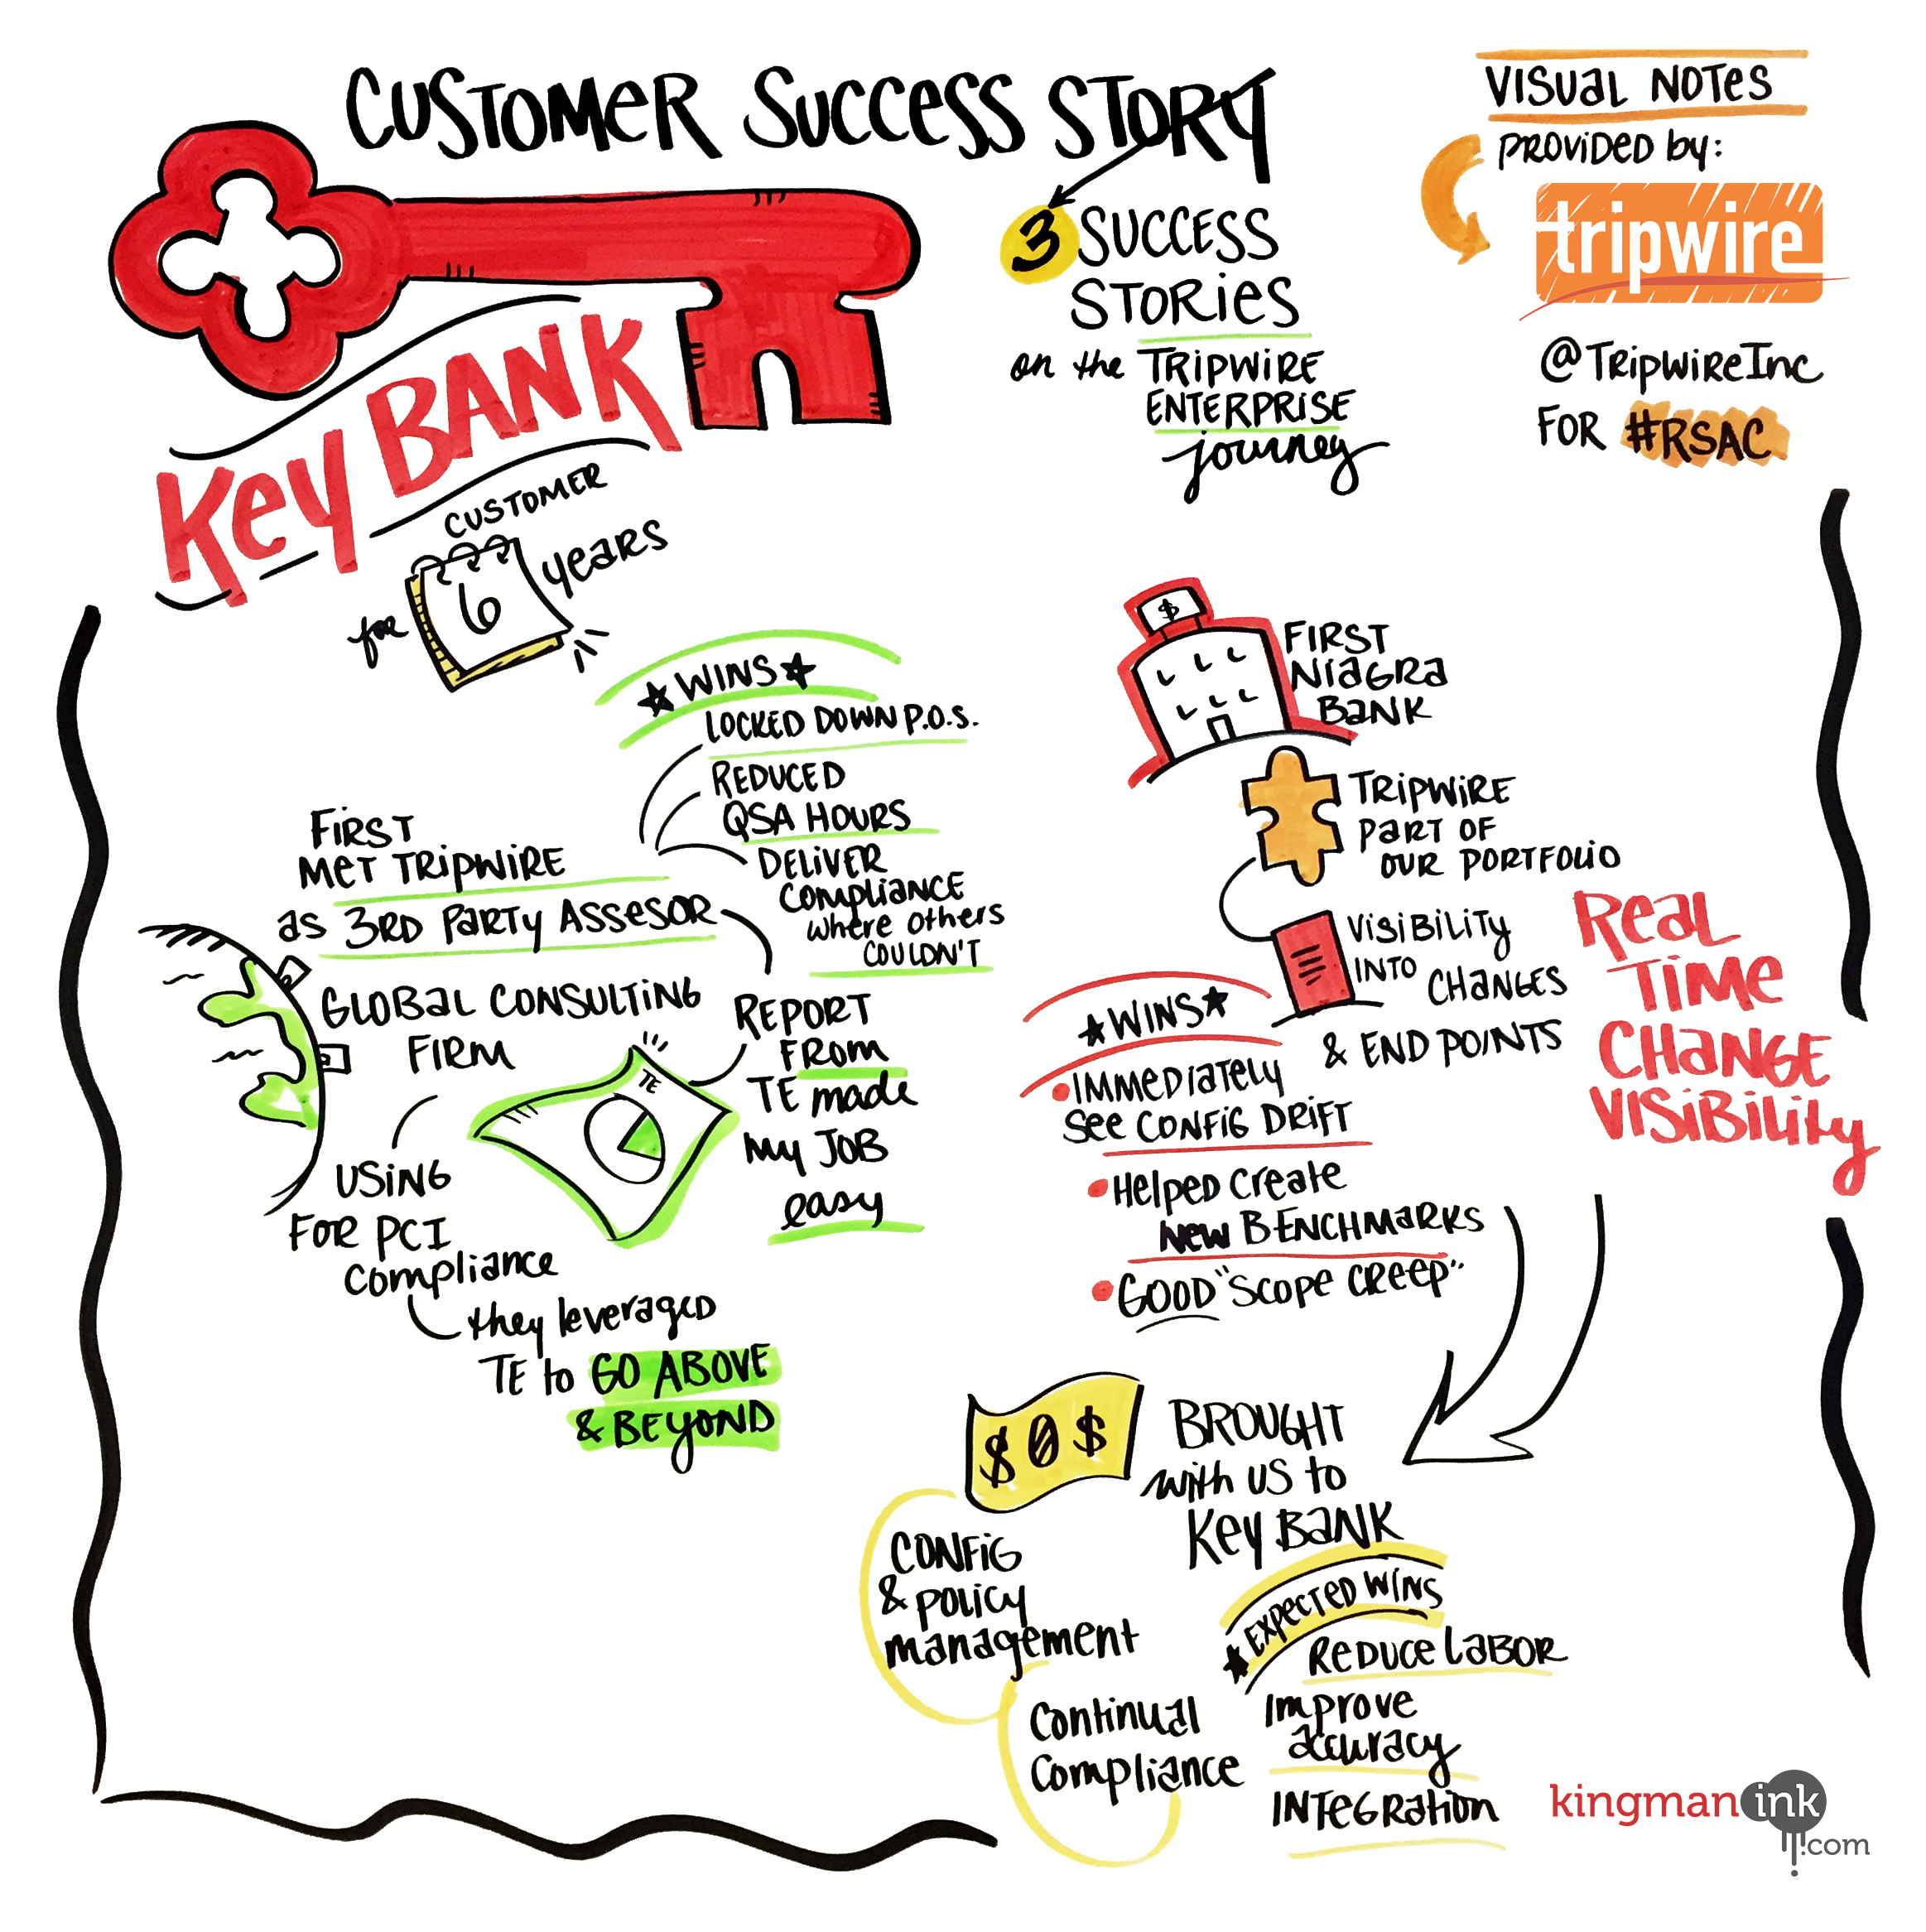 CUSTOMER SUCCESS STORY
3 SUCCESS
STORIES
on the TRIPWIRE
ENTERPRISE
journey
VISUAL NOTES
PROVIDED by:
tripwire
@TRIPWIREINC
FOR #RSAC
Key BANK
CUSTOMER
for 6 years
WINS
LOCKED DOWN P.O.S.
REDUCED
QSA HOURS
DELIVER
COMPLIANCE
where others
COULDN'T
FIRST
MET TRIPWIRE
as 3RD PARTY ASSESOR
GLOBAL CONSULTING
FIRM
REPORT
FROM
TE made
my JOB
easy
TE
USING
FOR PCI
compliance
they leveraged
TE to GO ABOVE
& BEYOND
$
FIRST
NIAGRA
BANK
TRIPWIRE
PART OF
OUR PORTFOLIO
VISIBILITY
INTO CHANGES
& END POINTS
Real
TIME
CHANGE
VISIBILITY
WINS
• IMMEDIATELY
See CONFIG DRIFT
• Helped create
new BENCHMARKS
• GOOD "scope creep"
$0$
BROUGHT
with us to
Key BANK
CONFIG
& policy
management
continual
compliance
EXPECTED WINS
REDUCE LABOR
Improve
accuracy
INTEGRATION
kingman ink
.com